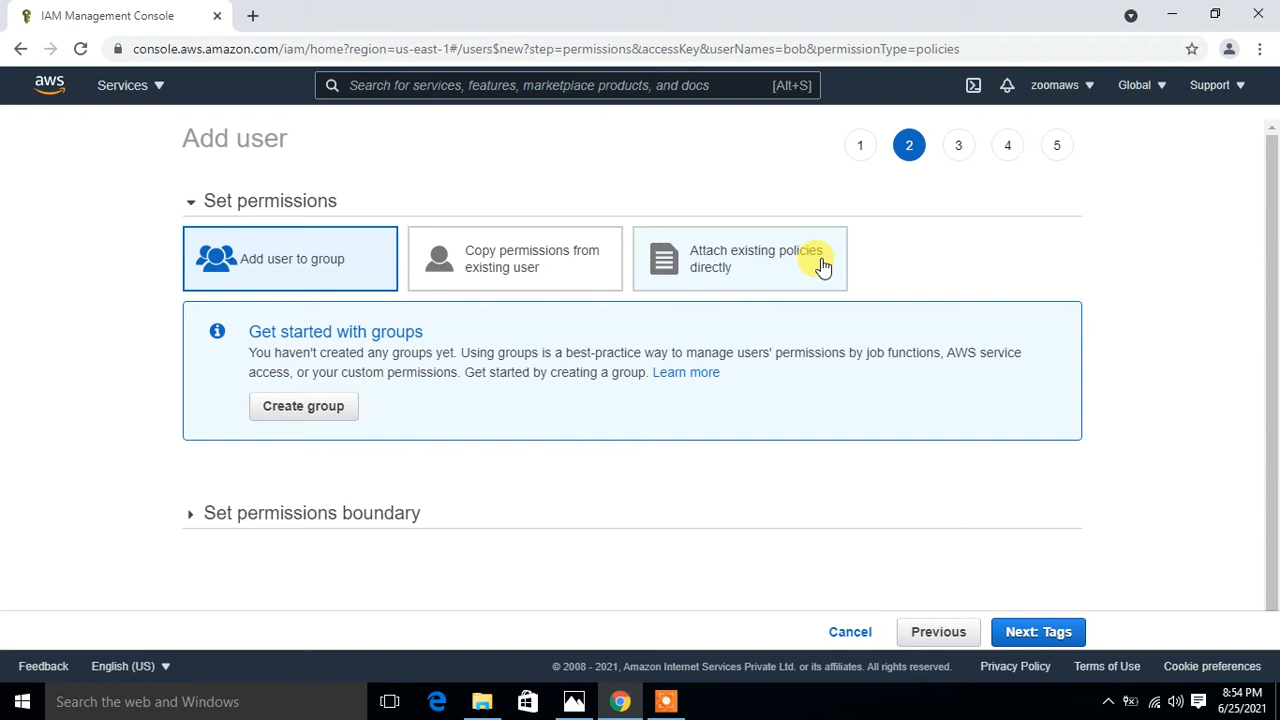 IAM Management Console
console.aws.amazon.com/iam/home?region=us-east-1#/users$new?step=permissions&accessKey&userNames=bob&permissionType=policies
aws
Services
Search for services, features, marketplace products, and docs
[Alt+S]
zoomaws
Global
Support
Add user
1
2
3
4
5
Set permissions
Add user to group
Copy permissions from
existing user
Attach existing policies
directly
Get started with groups
You haven't created any groups yet. Using groups is a best-practice way to manage users' permissions by job functions, AWS service
access, or your custom permissions. Get started by creating a group. Learn more
Create group
Set permissions boundary
Cancel
Previous
Next: Tags
Feedback
English (US)
© 2008 - 2021, Amazon Internet Services Private Ltd. or its affiliates. All rights reserved.
Privacy Policy
Terms of Use
Cookie preferences
Search the web and Windows
8:54 PM
6/25/2021